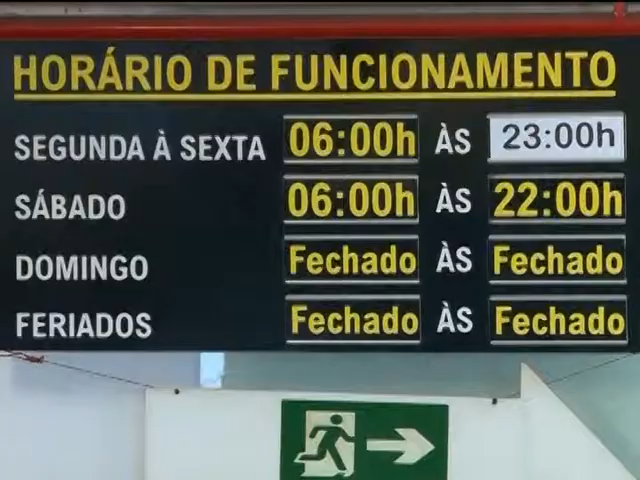 HORÁRIO DE FUNCIONAMENTO
SEGUNDA À SEXTA 06:00h ÀS 23:00h
SÁBADO 06:00h ÀS 22:00h
DOMINGO Fechado ÀS Fechado
FERIADOS Fechado ÀS Fechado